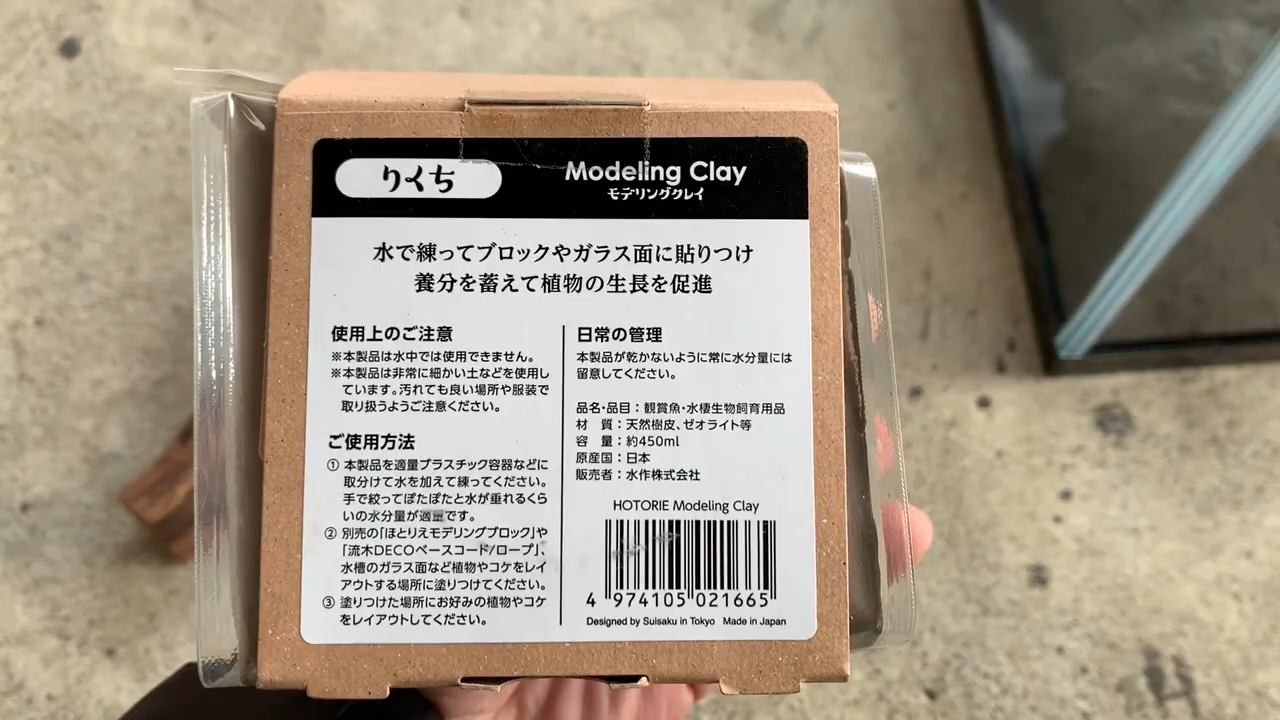 りくち
Modeling Clay
モデリングクレイ
水で練ってブロックやガラス面に貼りつけ
養分を蓄えて植物の生長を促進
使用上のご注意
※本製品は水中では使用できません。
※本製品は非常に細かい土などを使用し
ています。汚れても良い場所や服装で
取り扱うようご注意ください。
ご使用方法
① 本製品を適量プラスチック容器などに
取分けて水を加えて練ってください。
手で絞ってぽたぽたと水が垂れるくら
いの水分量が適量です。
② 別売の「ほとりえモデリングブロック」や
「流木DECOベースコード/ロープ」、
水槽のガラス面など植物やコケをレイ
アウトする場所に塗りつけてください。
③ 塗りつけた場所にお好みの植物やコケ
をレイアウトしてください。
日常の管理
本製品が乾かないように常に水分量には
留意してください。
品名・品目：観賞魚・水棲生物飼育用品
材　質：天然樹皮、ゼオライト等
容　量：約450ml
原産国：日本
販売者：水作株式会社
HOTORIE Modeling Clay
4 974105 021665
Designed by Suisaku in Tokyo Made in Japan